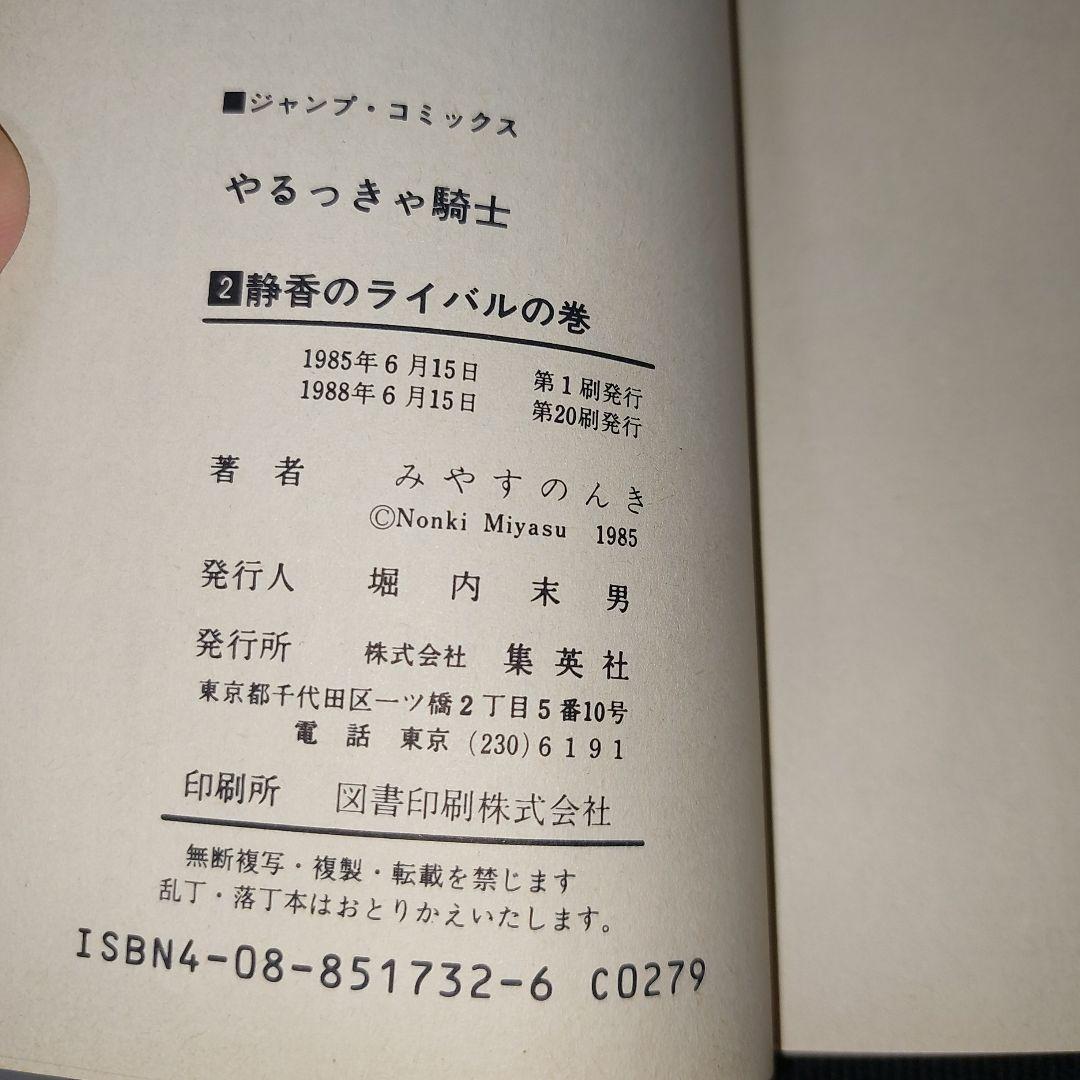 ■ジャンプ・コミックス
やるっきゃ騎士
2静香のライバルの巻
1985年6月15日 第1刷発行
1988年6月15日 第20刷発行
著者 みやすのんき
©Nonki Miyasu 1985
発行人 堀内末男
発行所 株式会社 集英社
東京都千代田区一ツ橋2丁目5番10号
電話 東京 (230)6191
印刷所 図書印刷株式会社
無断複写・複製・転載を禁じます
乱丁・落丁本はおとりかえいたします。
ISBN4-08-851732-6 C0279